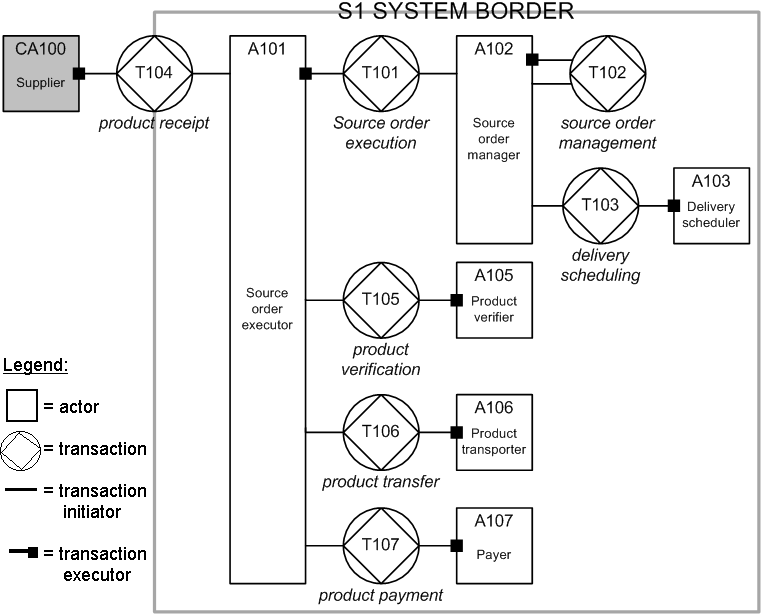 S1 SYSTEM BORDER
CA100
Supplier
T104
product receipt
A101
Source
order
executor
T101
Source order
execution
A102
Source
order
manager
T102
source order
management
T103
delivery
scheduling
A103
Delivery
scheduler
T105
product
verification
A105
Product
verifier
T106
product transfer
A106
Product
transporter
T107
product payment
A107
Payer
Legend:
= actor
= transaction
= transaction
initiator
= transaction
executor